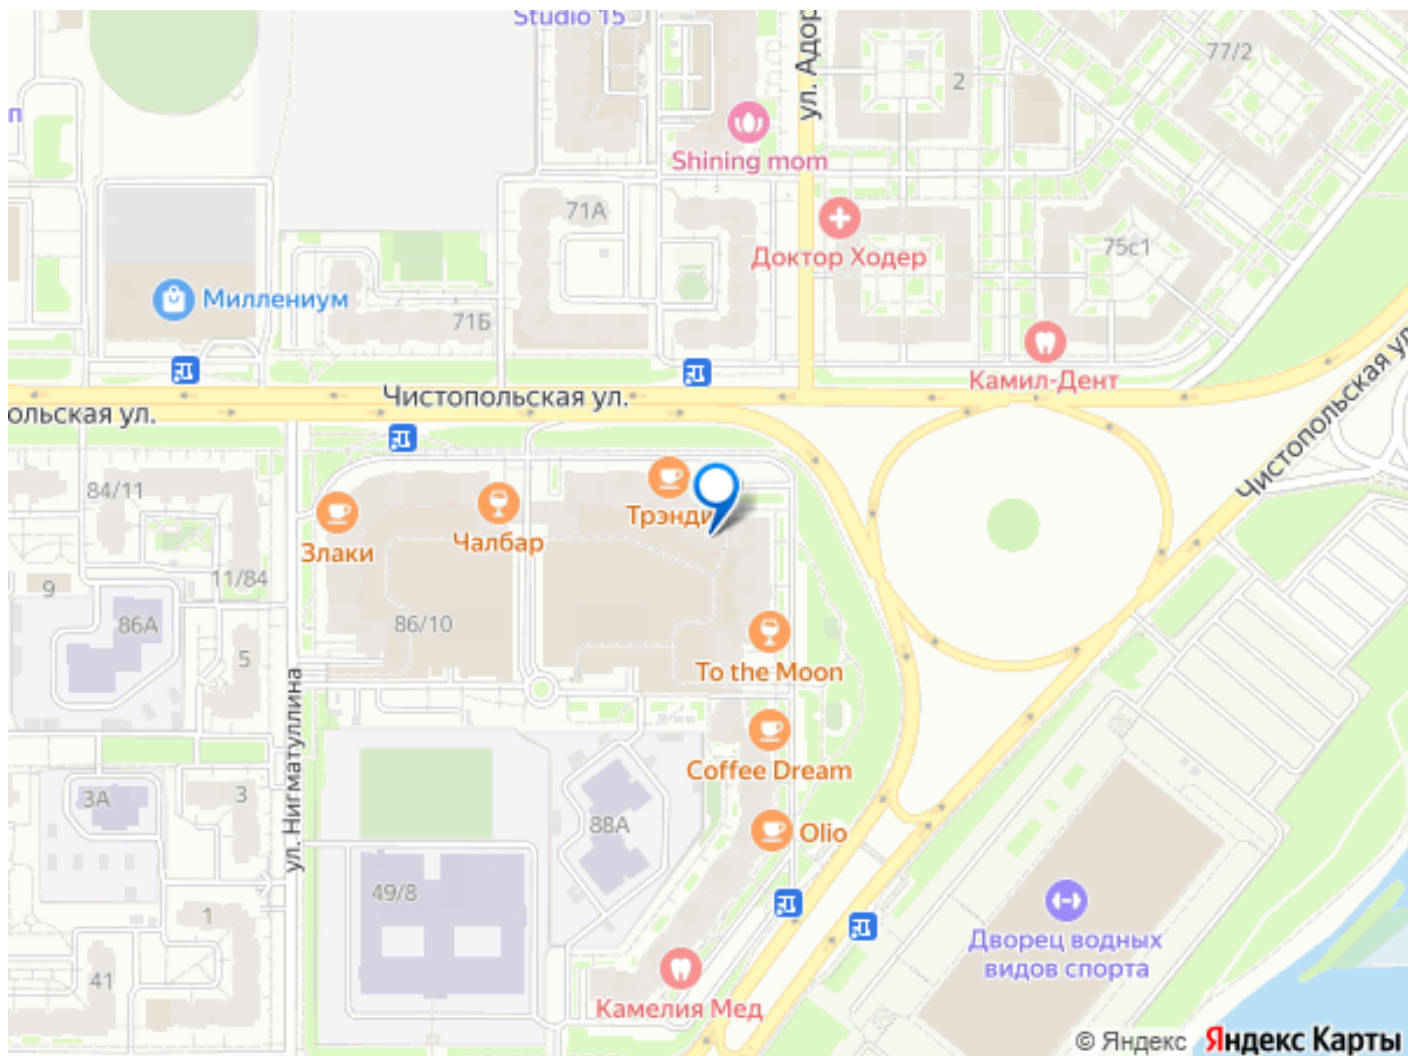 Studio 15
ул. Адор
77/2
2
п
Shining mom
71А
Доктор Ходер
75с1
Миллениум
71Б
Камил-Дент
Чистопольская ул.
ольская ул.
Чистопольская ул.
84/11
Трэнди
Злаки
Чалбар
11/84
9
86А
86/10
5
To the Moon
ул. Нигматуллина
Coffee Dream
3А
3
88А
Olio
49/8
1
Дворец водных
видов спорта
41
Камелия Мед
© Яндекс Яндекс Карты